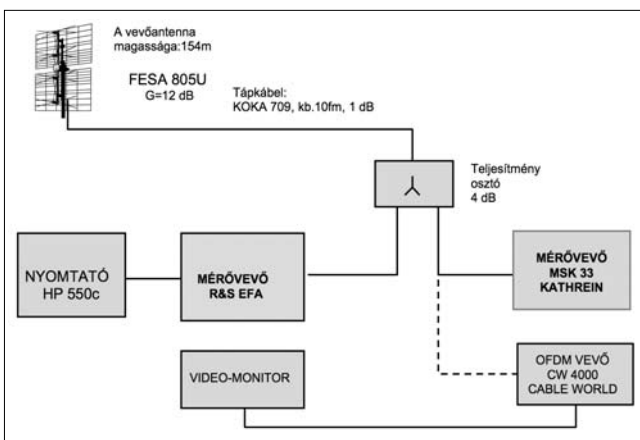 A vevőantenna
magassága:154m
FESA 805U
G=12 dB
Tápkábel:
KOKA 709, kb.10fm, 1 dB
Teljesítmény
osztó
4 dB
NYOMTATÓ
HP 550c
MÉRŐVEVŐ
R&S EFA
MÉRŐVEVŐ
MSK 33
KATHREIN
VIDEO-MONITOR
OFDM VEVŐ
CW 4000
CABLE WORLD